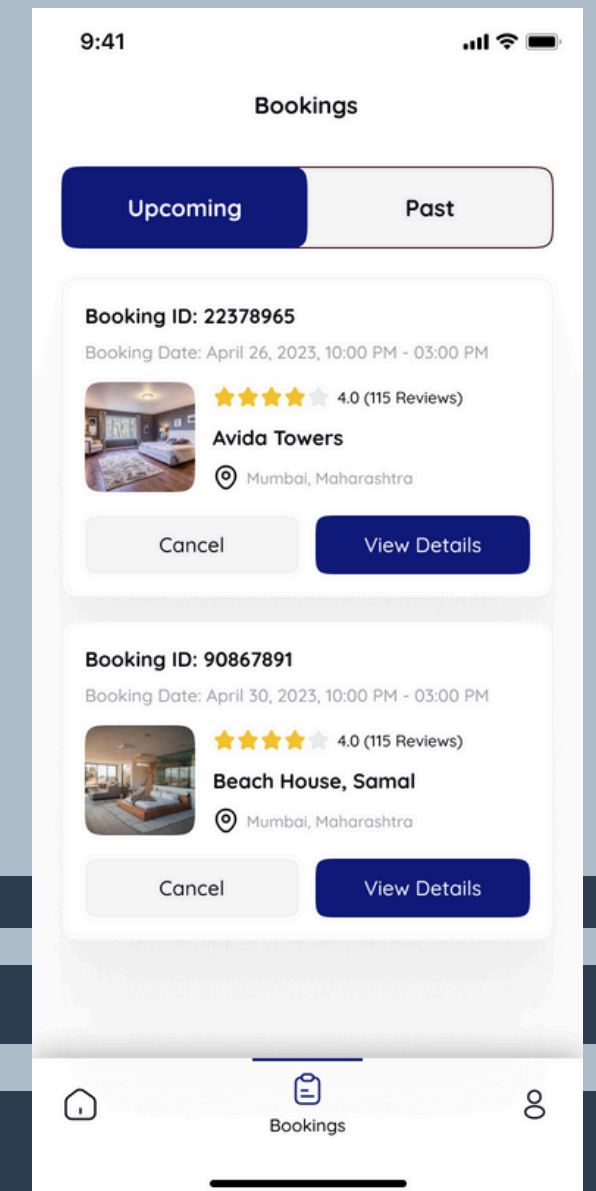 9:41
Bookings
Upcoming Past
Booking ID: 22378965
Booking Date: April 26, 2023, 10:00 PM - 03:00 PM
4.0 (115 Reviews)
Avida Towers
Mumbai, Maharashtra
Cancel View Details
Booking ID: 90867891
Booking Date: April 30, 2023, 10:00 PM - 03:00 PM
4.0 (115 Reviews)
Beach House, Samal
Mumbai, Maharashtra
Cancel View Details
Bookings